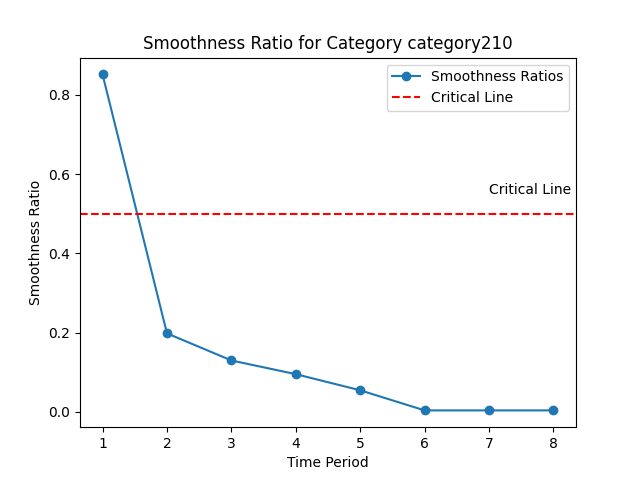 Smoothness Ratio for Category category210
Smoothness Ratios
Critical Line
Critical Line
Smoothness Ratio
0.8
0.6
0.4
0.2
0.0
1 2 3 4 5 6 7 8
Time Period